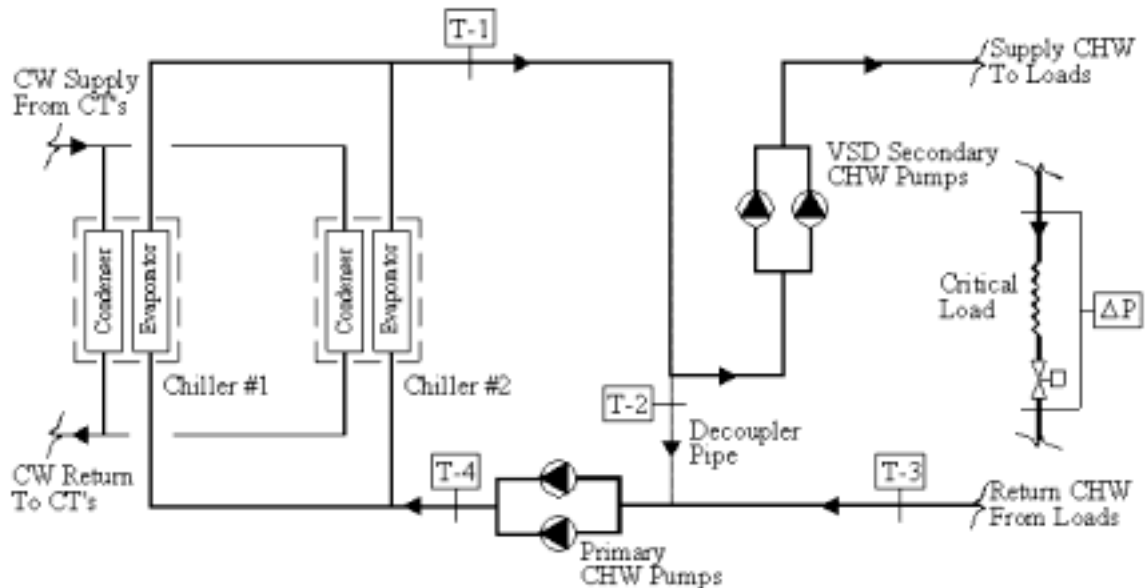 T-1
Supply CHW
To Loads
CW Supply
From CT's
VSD Secondary
CHW Pumps
Condenser
Evaporator
Condenser
Evaporator
Critical
Load
ΔP
Chiller #1
Chiller #2
T-2
Decoupler
Pipe
CW Return
To CT's
T-4
T-3
Return CHW
From Loads
Primary
CHW Pumps